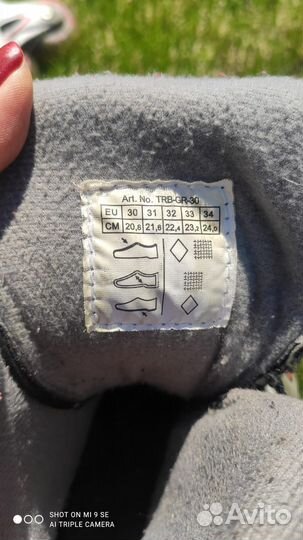 Art. No. TRB-GR-30
EU 30 31 32 33 34
CM 20,6 21,6 22,4 23,2 24,0
SHOT ON MI 9 SE
AI TRIPLE CAMERA
Avito